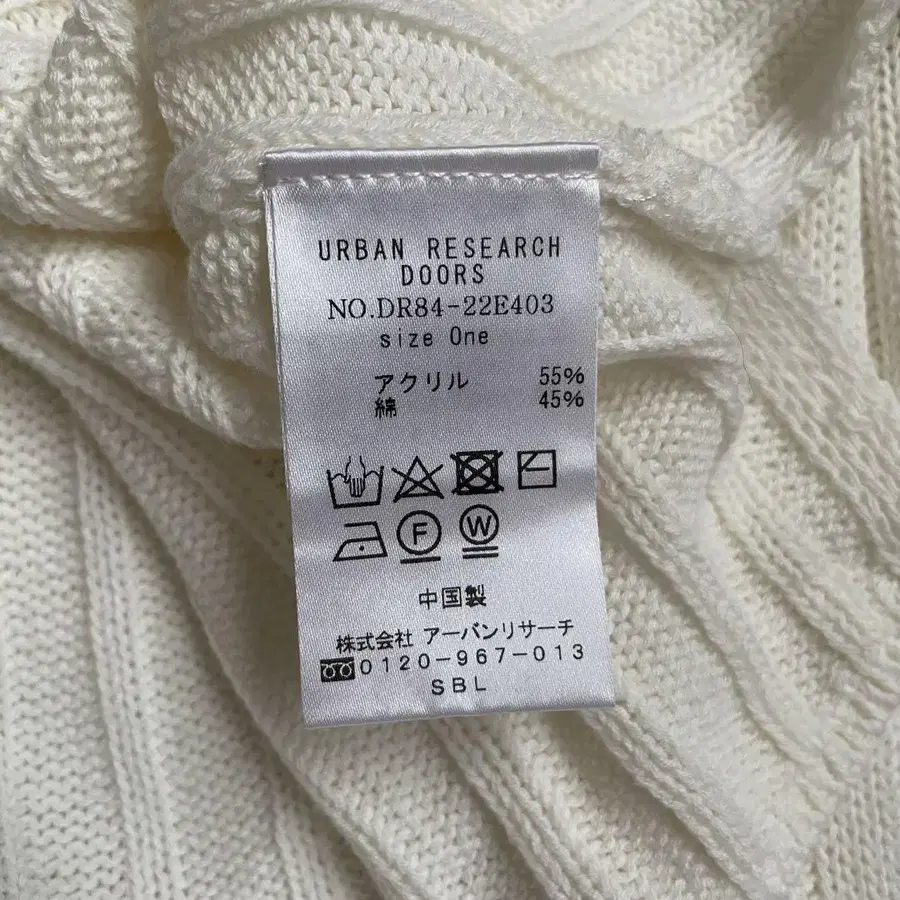 URBAN RESEARCH
DOORS
NO.DR84-22E403
size One
アクリル 55%
綿 45%
F W
中国製
株式会社 アーバンリサーチ
0120-967-013
SBL